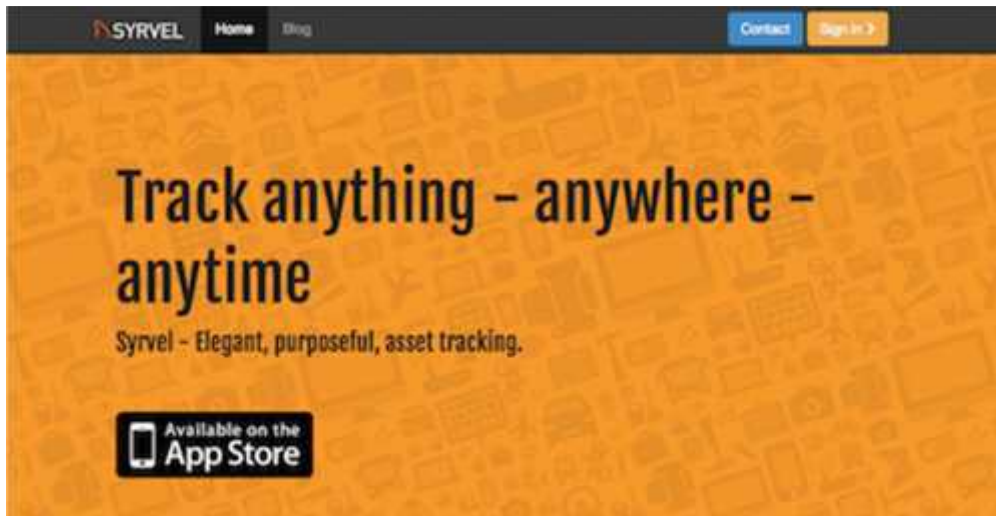 SYRVEL Home Blog Contact Sign in >
Track anything – anywhere –
anytime
Syrvel – Elegant, purposeful, asset tracking.
Available on the
App Store